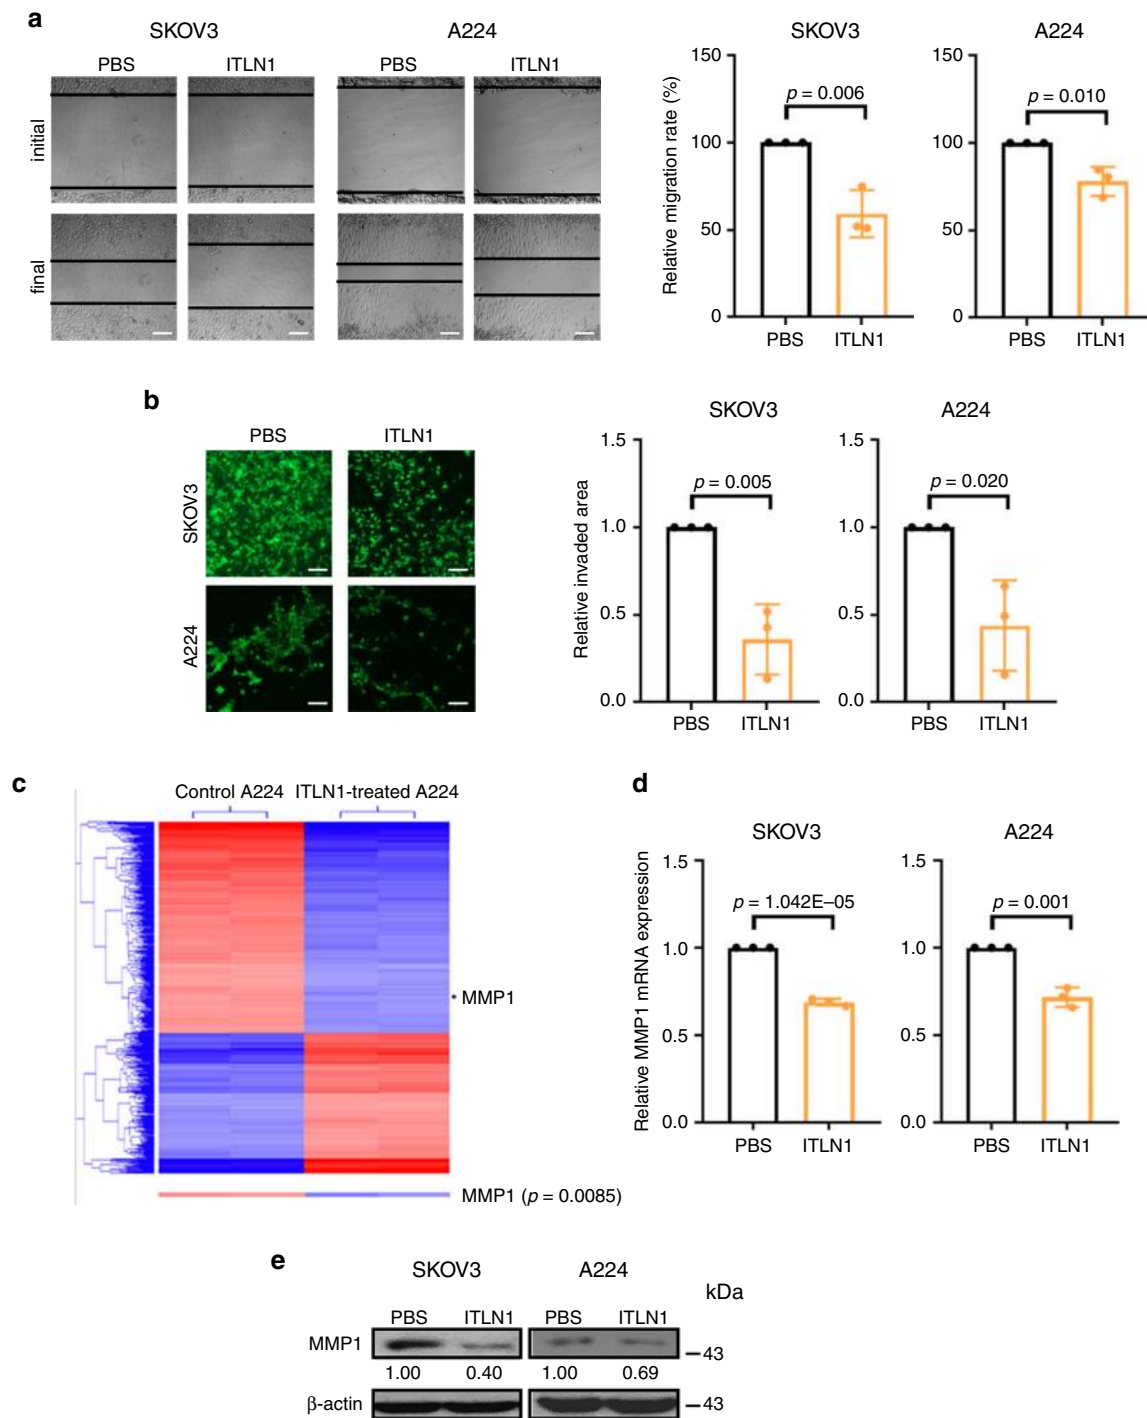 a
SKOV3 A224
PBS ITLN1 PBS ITLN1
initial
final
SKOV3
Relative migration rate (%)
150
100
50
0
p = 0.006
PBS ITLN1
A224
150
100
50
0
p = 0.010
PBS ITLN1
b
PBS ITLN1
SKOV3
A224
SKOV3
Relative invaded area
1.5
1.0
0.5
0.0
p = 0.005
PBS ITLN1
A224
1.5
1.0
0.5
0.0
p = 0.020
PBS ITLN1
c
Control A224 ITLN1-treated A224
MMP1
MMP1 (p = 0.0085)
d
SKOV3
Relative MMP1 mRNA expression
1.5
1.0
0.5
0.0
p = 1.042E–05
PBS ITLN1
A224
1.5
1.0
0.5
0.0
p = 0.001
PBS ITLN1
e
SKOV3 A224
kDa
PBS ITLN1 PBS ITLN1
MMP1 43
1.00 0.40 1.00 0.69
β-actin 43